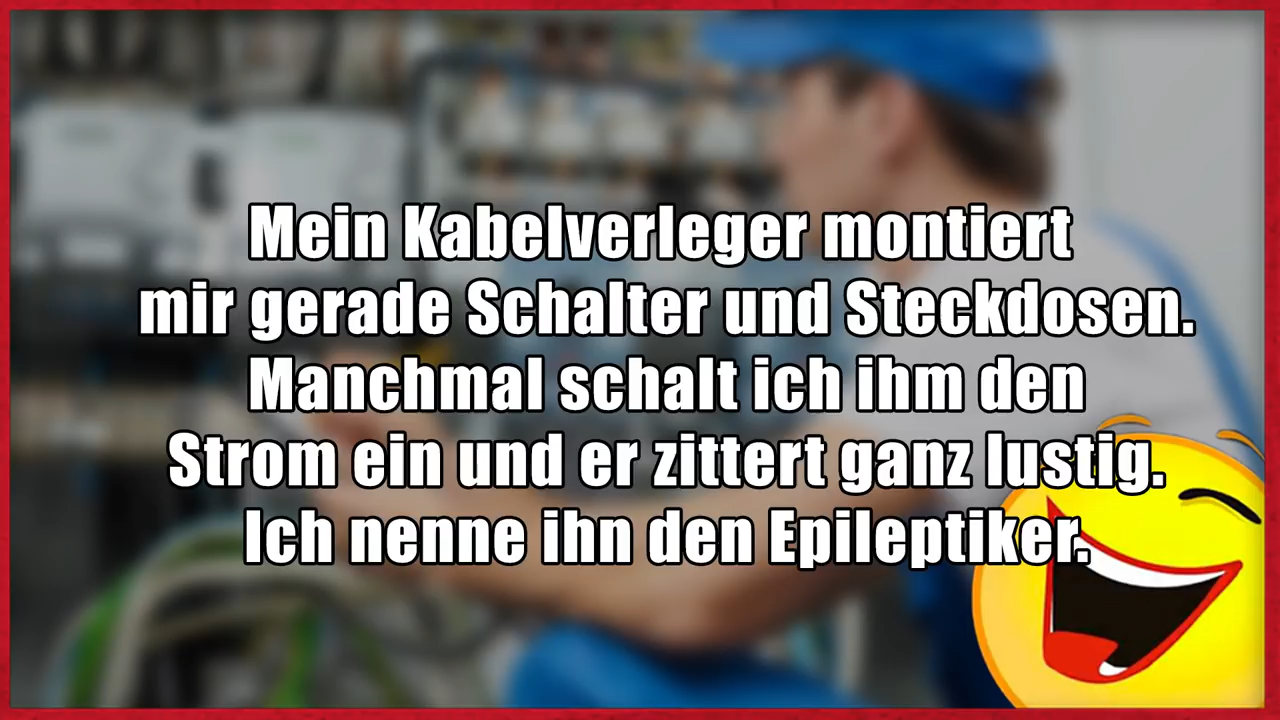 Mein Kabelverleger montiert
mir gerade Schalter und Steckdosen.
Manchmal schalt ich ihm den
Strom ein und er zittert ganz lustig.
Ich nenne ihn den Epileptiker.